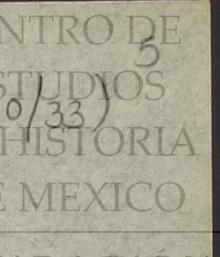 NTRO DE
5
STUDIOS
0/33)
HISTORIA
E MEXICO